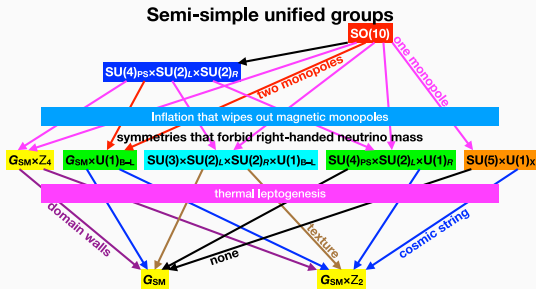 Semi-simple unified groups
SO(10)
SU(4)PS×SU(2)L×SU(2)R
one monopole
two monopoles
Inflation that wipes out magnetic monopoles
symmetries that forbid right-handed neutrino mass
GSM×Z4
GSM×U(1)B–L
SU(3)×SU(2)L×SU(2)R×U(1)B–L
SU(4)PS×SU(2)L×U(1)R
SU(5)×U(1)X
thermal leptogenesis
domain walls
none
texture
cosmic string
GSM
GSM×Z2